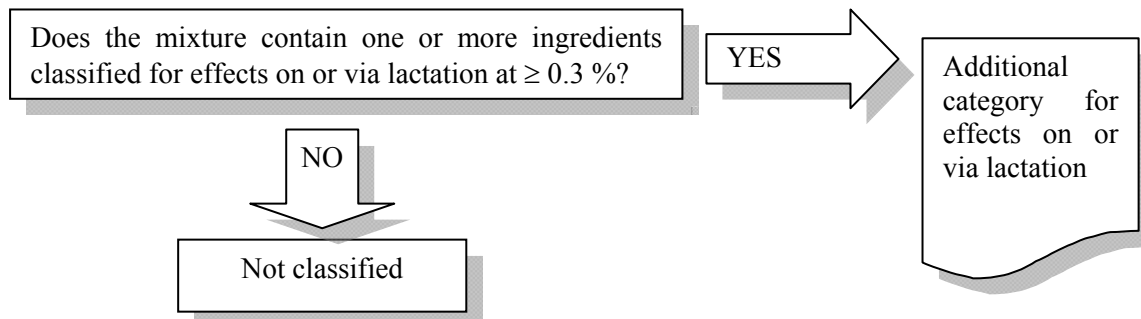 Does the mixture contain one or more ingredients
classified for effects on or via lactation at ≥ 0.3 %?
YES
Additional
category for
effects on or
via lactation
NO
Not classified